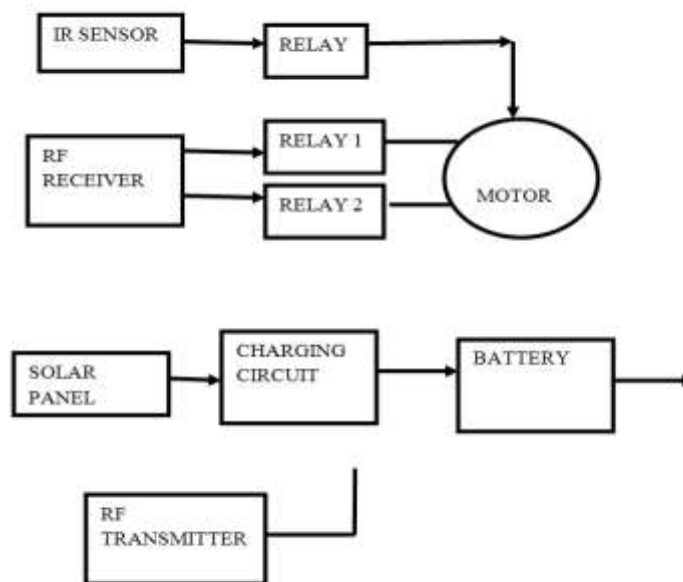 IR SENSOR
RELAY
RF
RECEIVER
RELAY 1
RELAY 2
MOTOR
SOLAR
PANEL
CHARGING
CIRCUIT
BATTERY
RF
TRANSMITTER